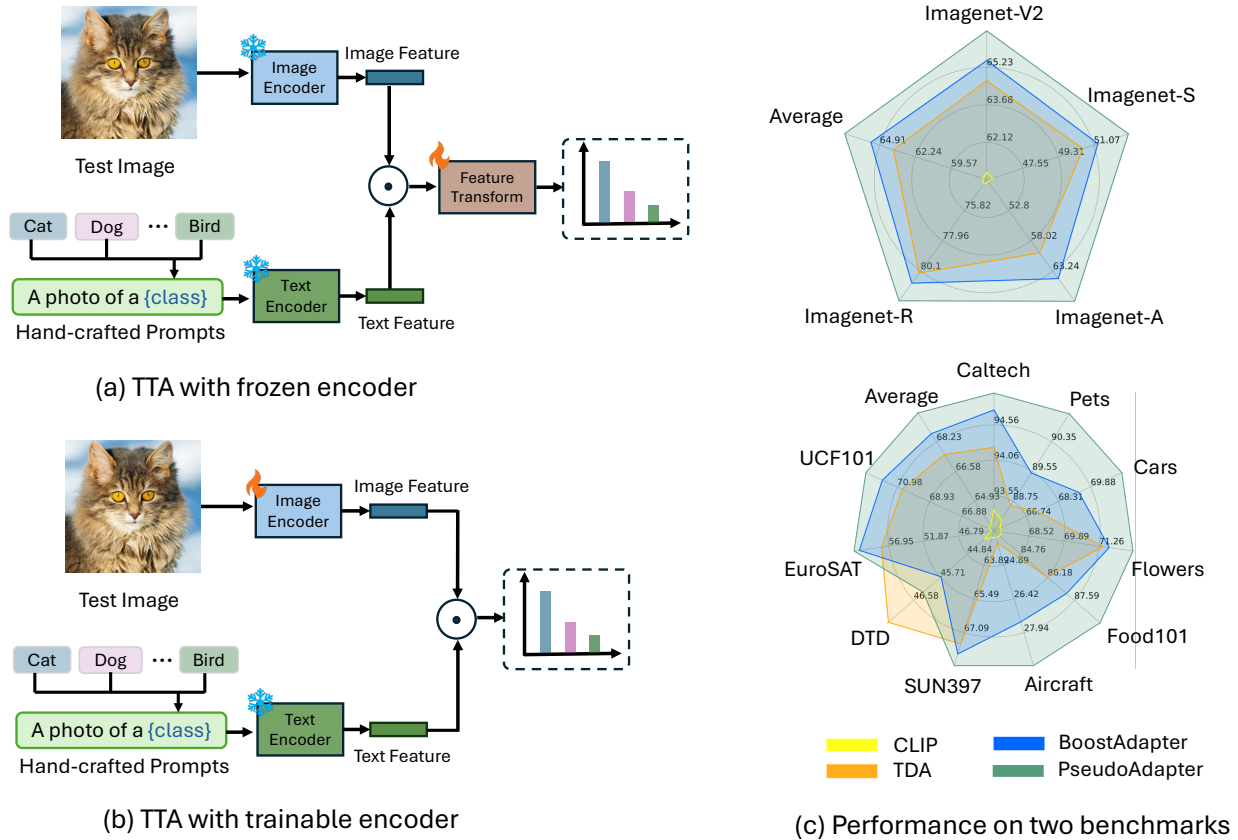 Image
Encoder
Image Feature
Test Image
Feature
Transform
Cat
Dog
...
Bird
A photo of a {class}
Hand-crafted Prompts
Text
Encoder
Text Feature
(a) TTA with frozen encoder
Image
Encoder
Image Feature
Test Image
Cat
Dog
...
Bird
A photo of a {class}
Hand-crafted Prompts
Text
Encoder
Text Feature
(b) TTA with trainable encoder
Imagenet-V2
65.23
63.68
62.12
Imagenet-S
51.07
49.31
47.55
Average
64.91
62.24
59.57
75.82
77.96
80.1
52.8
58.02
63.24
Imagenet-R
Imagenet-A
Caltech
94.56
94.06
93.55
Pets
90.35
89.55
88.75
Cars
69.88
68.31
66.74
Flowers
71.26
69.89
68.52
Food101
87.59
86.18
84.76
Aircraft
27.94
26.42
24.89
SUN397
67.09
65.49
63.89
DTD
46.58
45.71
44.84
EuroSAT
56.95
51.87
46.79
UCF101
70.98
68.93
66.88
Average
68.23
66.58
64.93
CLIP
BoostAdapter
TDA
PseudoAdapter
(c) Performance on two benchmarks